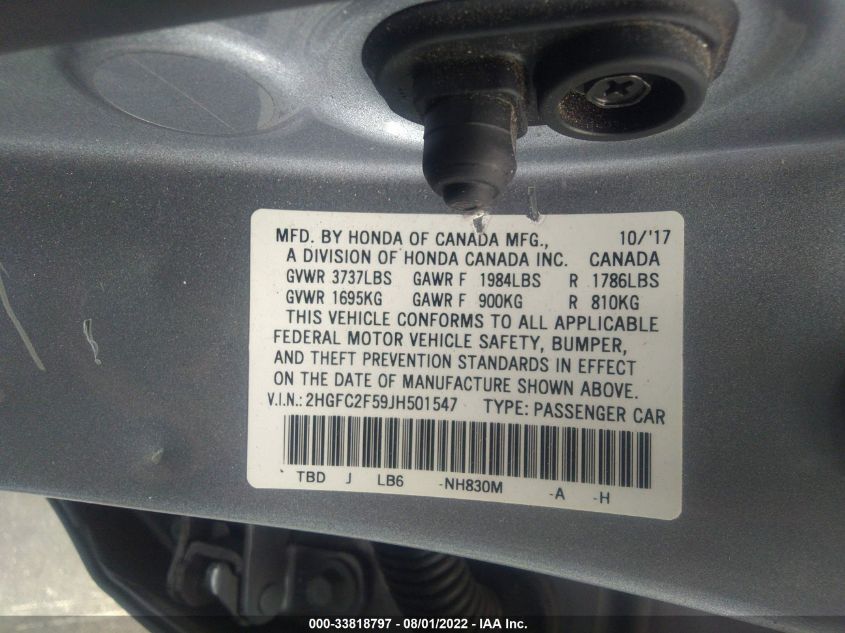 MFD. BY HONDA OF CANADA MFG., 10/'17
A DIVISION OF HONDA CANADA INC. CANADA
GVWR 3737LBS GAWR F 1984LBS R 1786LBS
GVWR 1695KG GAWR F 900KG R 810KG
THIS VEHICLE CONFORMS TO ALL APPLICABLE
FEDERAL MOTOR VEHICLE SAFETY, BUMPER,
AND THEFT PREVENTION STANDARDS IN EFFECT
ON THE DATE OF MANUFACTURE SHOWN ABOVE.
V.I.N.: 2HGFC2F59JH501547 TYPE: PASSENGER CAR
TBD J LB6 -NH830M -A -H
000-33818797 - 08/01/2022 - IAA Inc.